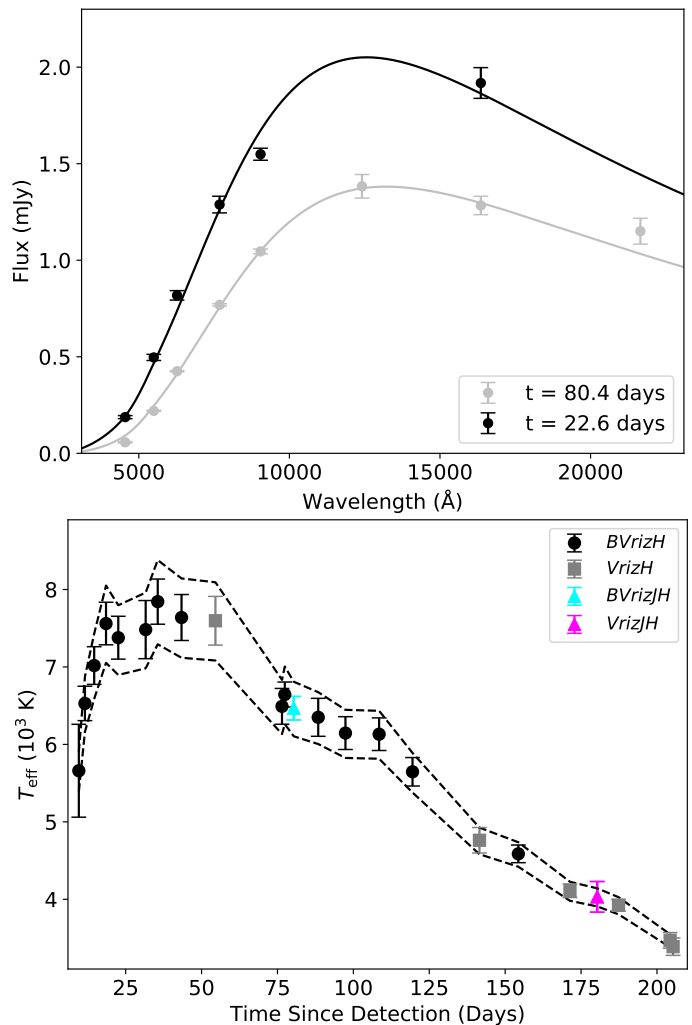 2.0
1.5
1.0
0.5
0.0
Flux (mJy)
t = 80.4 days
t = 22.6 days
5000 10000 15000 20000
Wavelength (Å)
8
7
6
5
4
T_eff (10³ K)
BVrizH
VrizH
BVrizJH
VrizJH
25 50 75 100 125 150 175 200
Time Since Detection (Days)